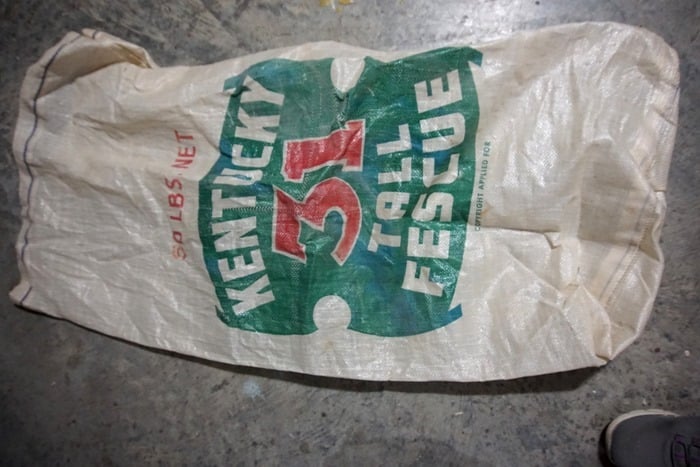 50 LBS. NET
KENTUCKY
31
TALL
FESCUE
COPYRIGHT APPLIED FOR